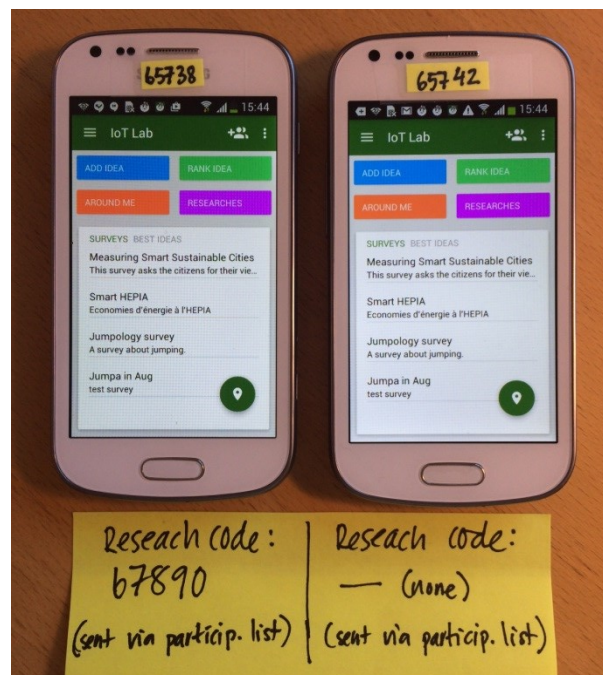 65738
15:44
IoT Lab
ADD IDEA
RANK IDEA
AROUND ME
RESEARCHES
SURVEYS BEST IDEAS
Measuring Smart Sustainable Cities
This survey asks the citizens for their vie...
Smart HEPIA
Economies d'énergie à l'HEPIA
Jumpology survey
A survey about jumping.
Jumpa in Aug
test survey
65742
15:44
IoT Lab
ADD IDEA
RANK IDEA
AROUND ME
RESEARCHES
SURVEYS BEST IDEAS
Measuring Smart Sustainable Cities
This survey asks the citizens for their vie...
Smart HEPIA
Economies d'énergie à l'HEPIA
Jumpology survey
A survey about jumping.
Jumpa in Aug
test survey
Reseach code:
67890
(sent via particip. list)
Reseach code:
— (none)
(sent via particip. list)